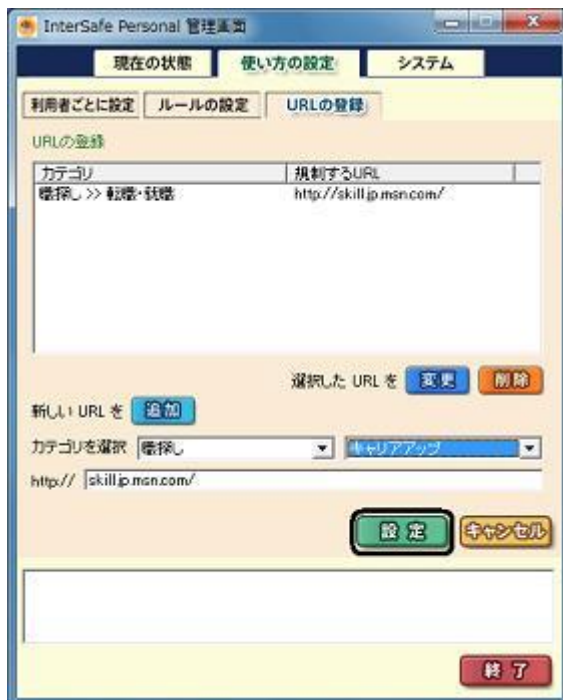 InterSafe Personal 管理画面
現在の状態 使い方の設定 システム
利用者ごとに設定 ルールの設定 URLの登録
URLの登録
カテゴリ 規制するURL
職探し >> 転職・就職 http://skill.jp.msn.com/
選択した URL を 変更 削除
新しい URL を 追加
カテゴリを選択 職探し キャリアアップ
http:// skill.jp.msn.com/
設定 キャンセル
終了